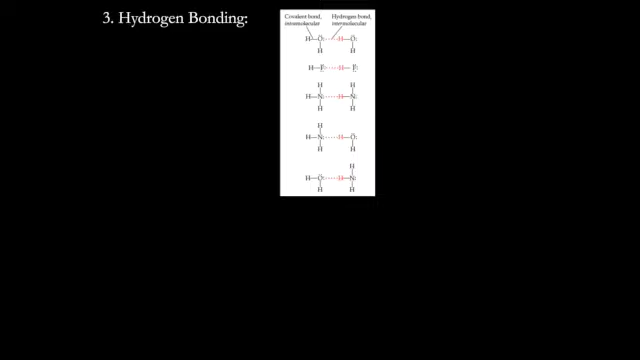 3. Hydrogen Bonding:
Covalent bond, Hydrogen bond,
intramolecular intermolecular
H—Ö:·····H—Ö:
H H
H—F:·····H—F:
H H
H—N:·····H—N:
H H
H
H—N:·····H—Ö:
H H
H
H—Ö:·····H—N:
H H